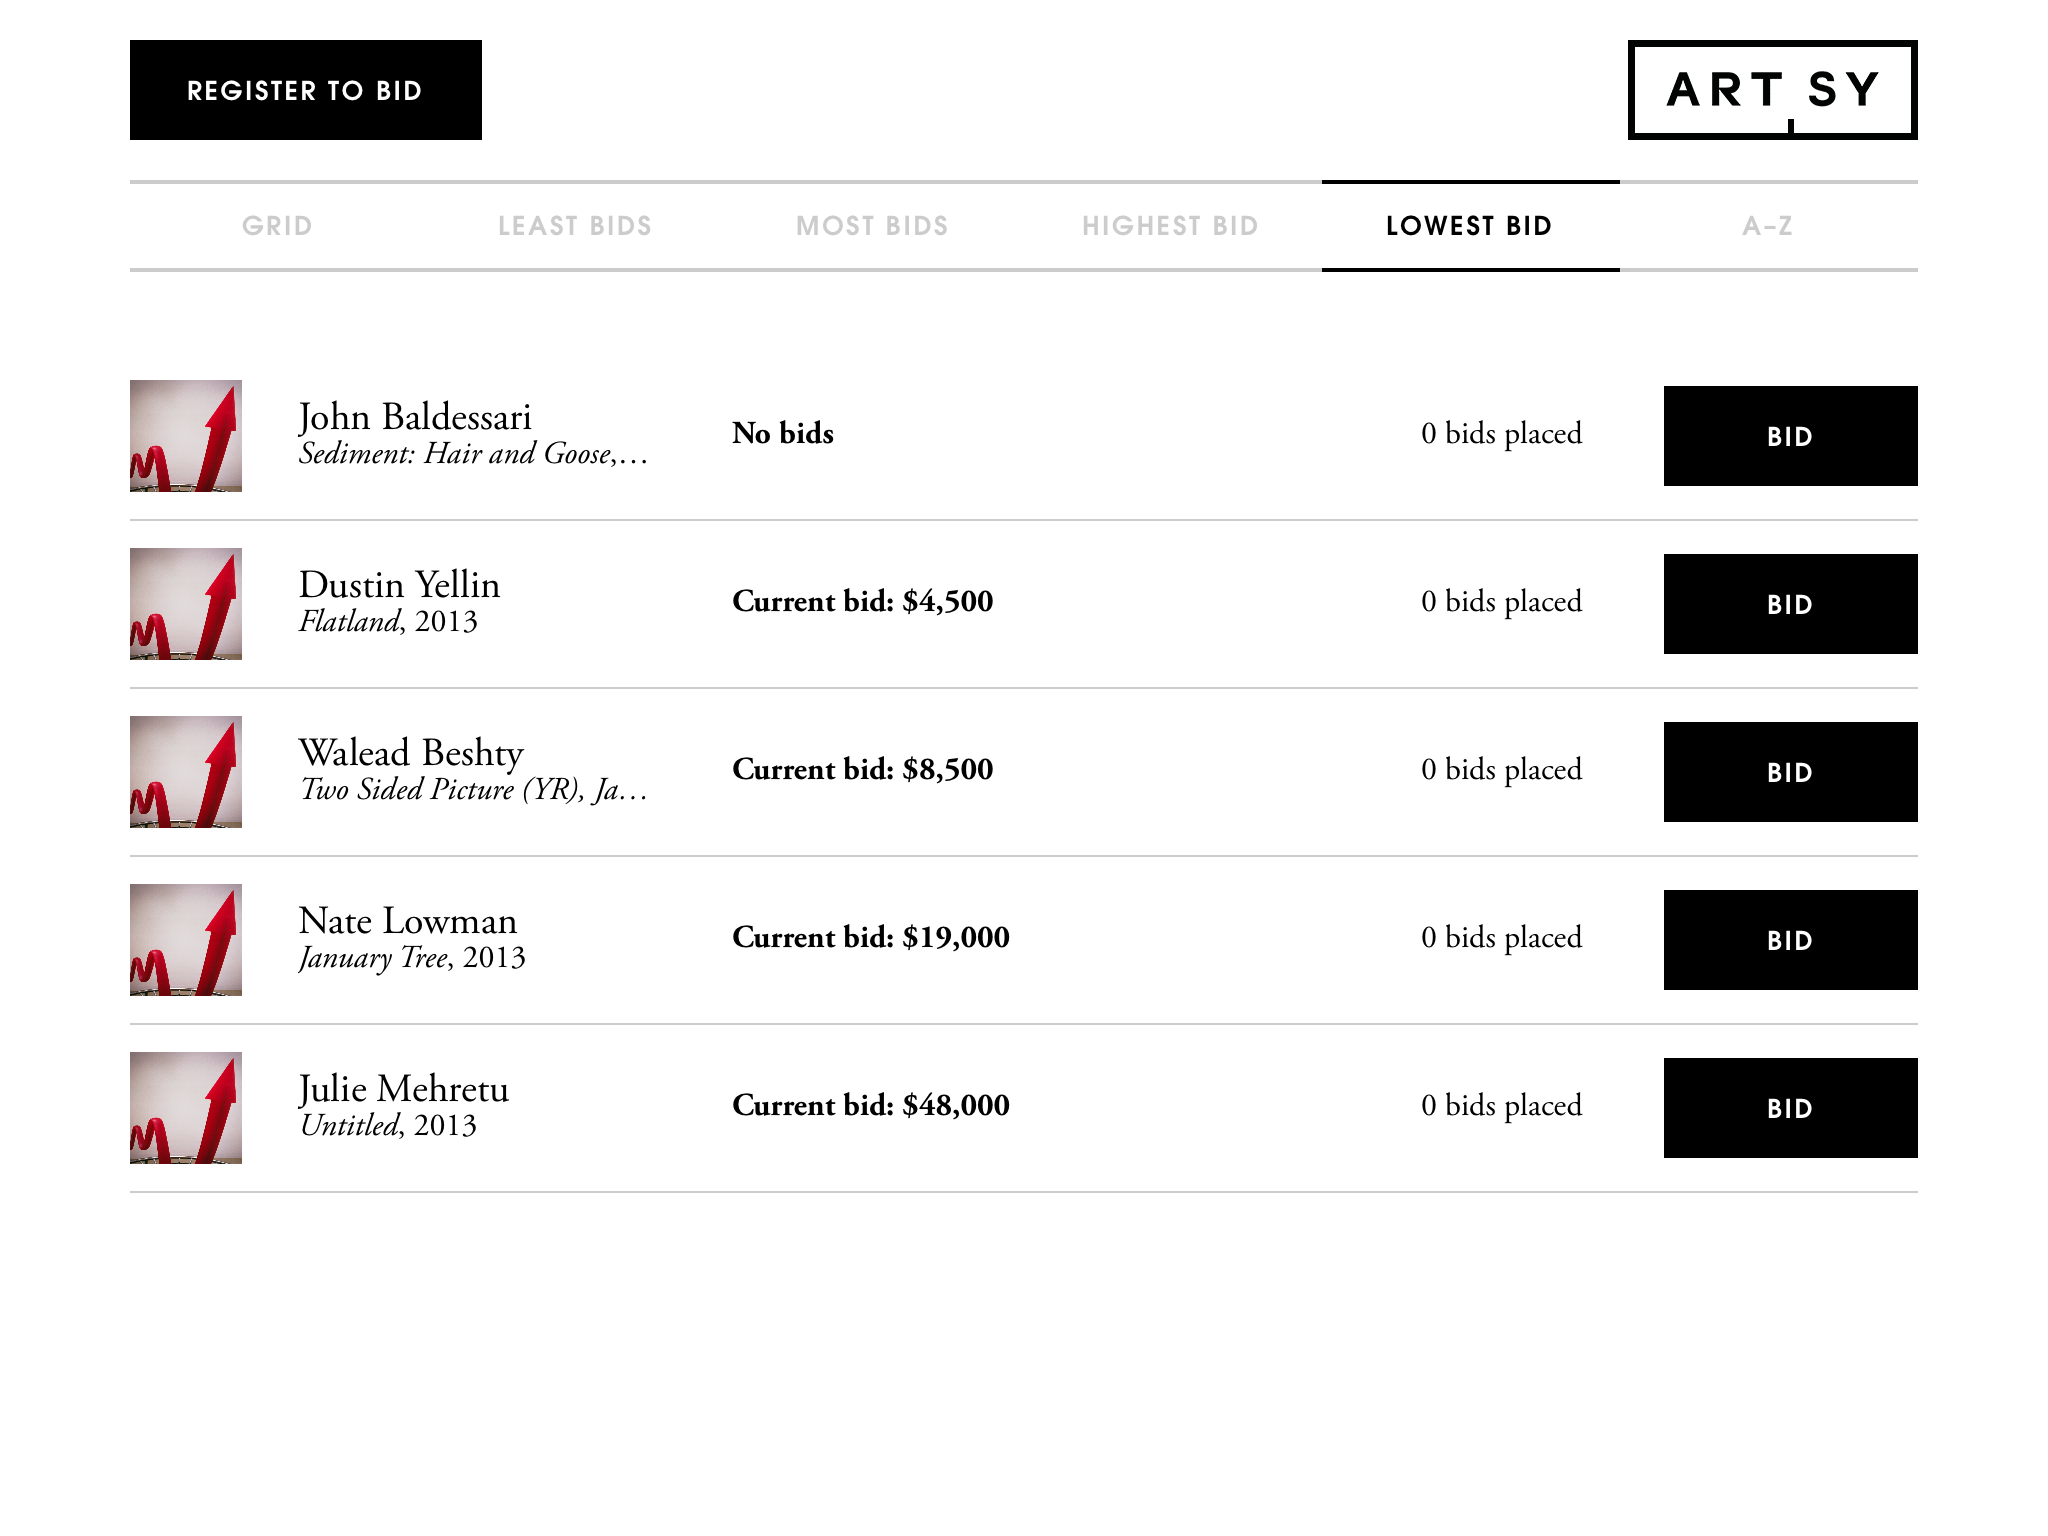 REGISTER TO BID
ARTSY
GRID
LEAST BIDS
MOST BIDS
HIGHEST BID
LOWEST BID
A–Z
John Baldessari
Sediment: Hair and Goose,…
No bids
0 bids placed
BID
Dustin Yellin
Flatland, 2013
Current bid: $4,500
0 bids placed
BID
Walead Beshty
Two Sided Picture (YR), Ja…
Current bid: $8,500
0 bids placed
BID
Nate Lowman
January Tree, 2013
Current bid: $19,000
0 bids placed
BID
Julie Mehretu
Untitled, 2013
Current bid: $48,000
0 bids placed
BID